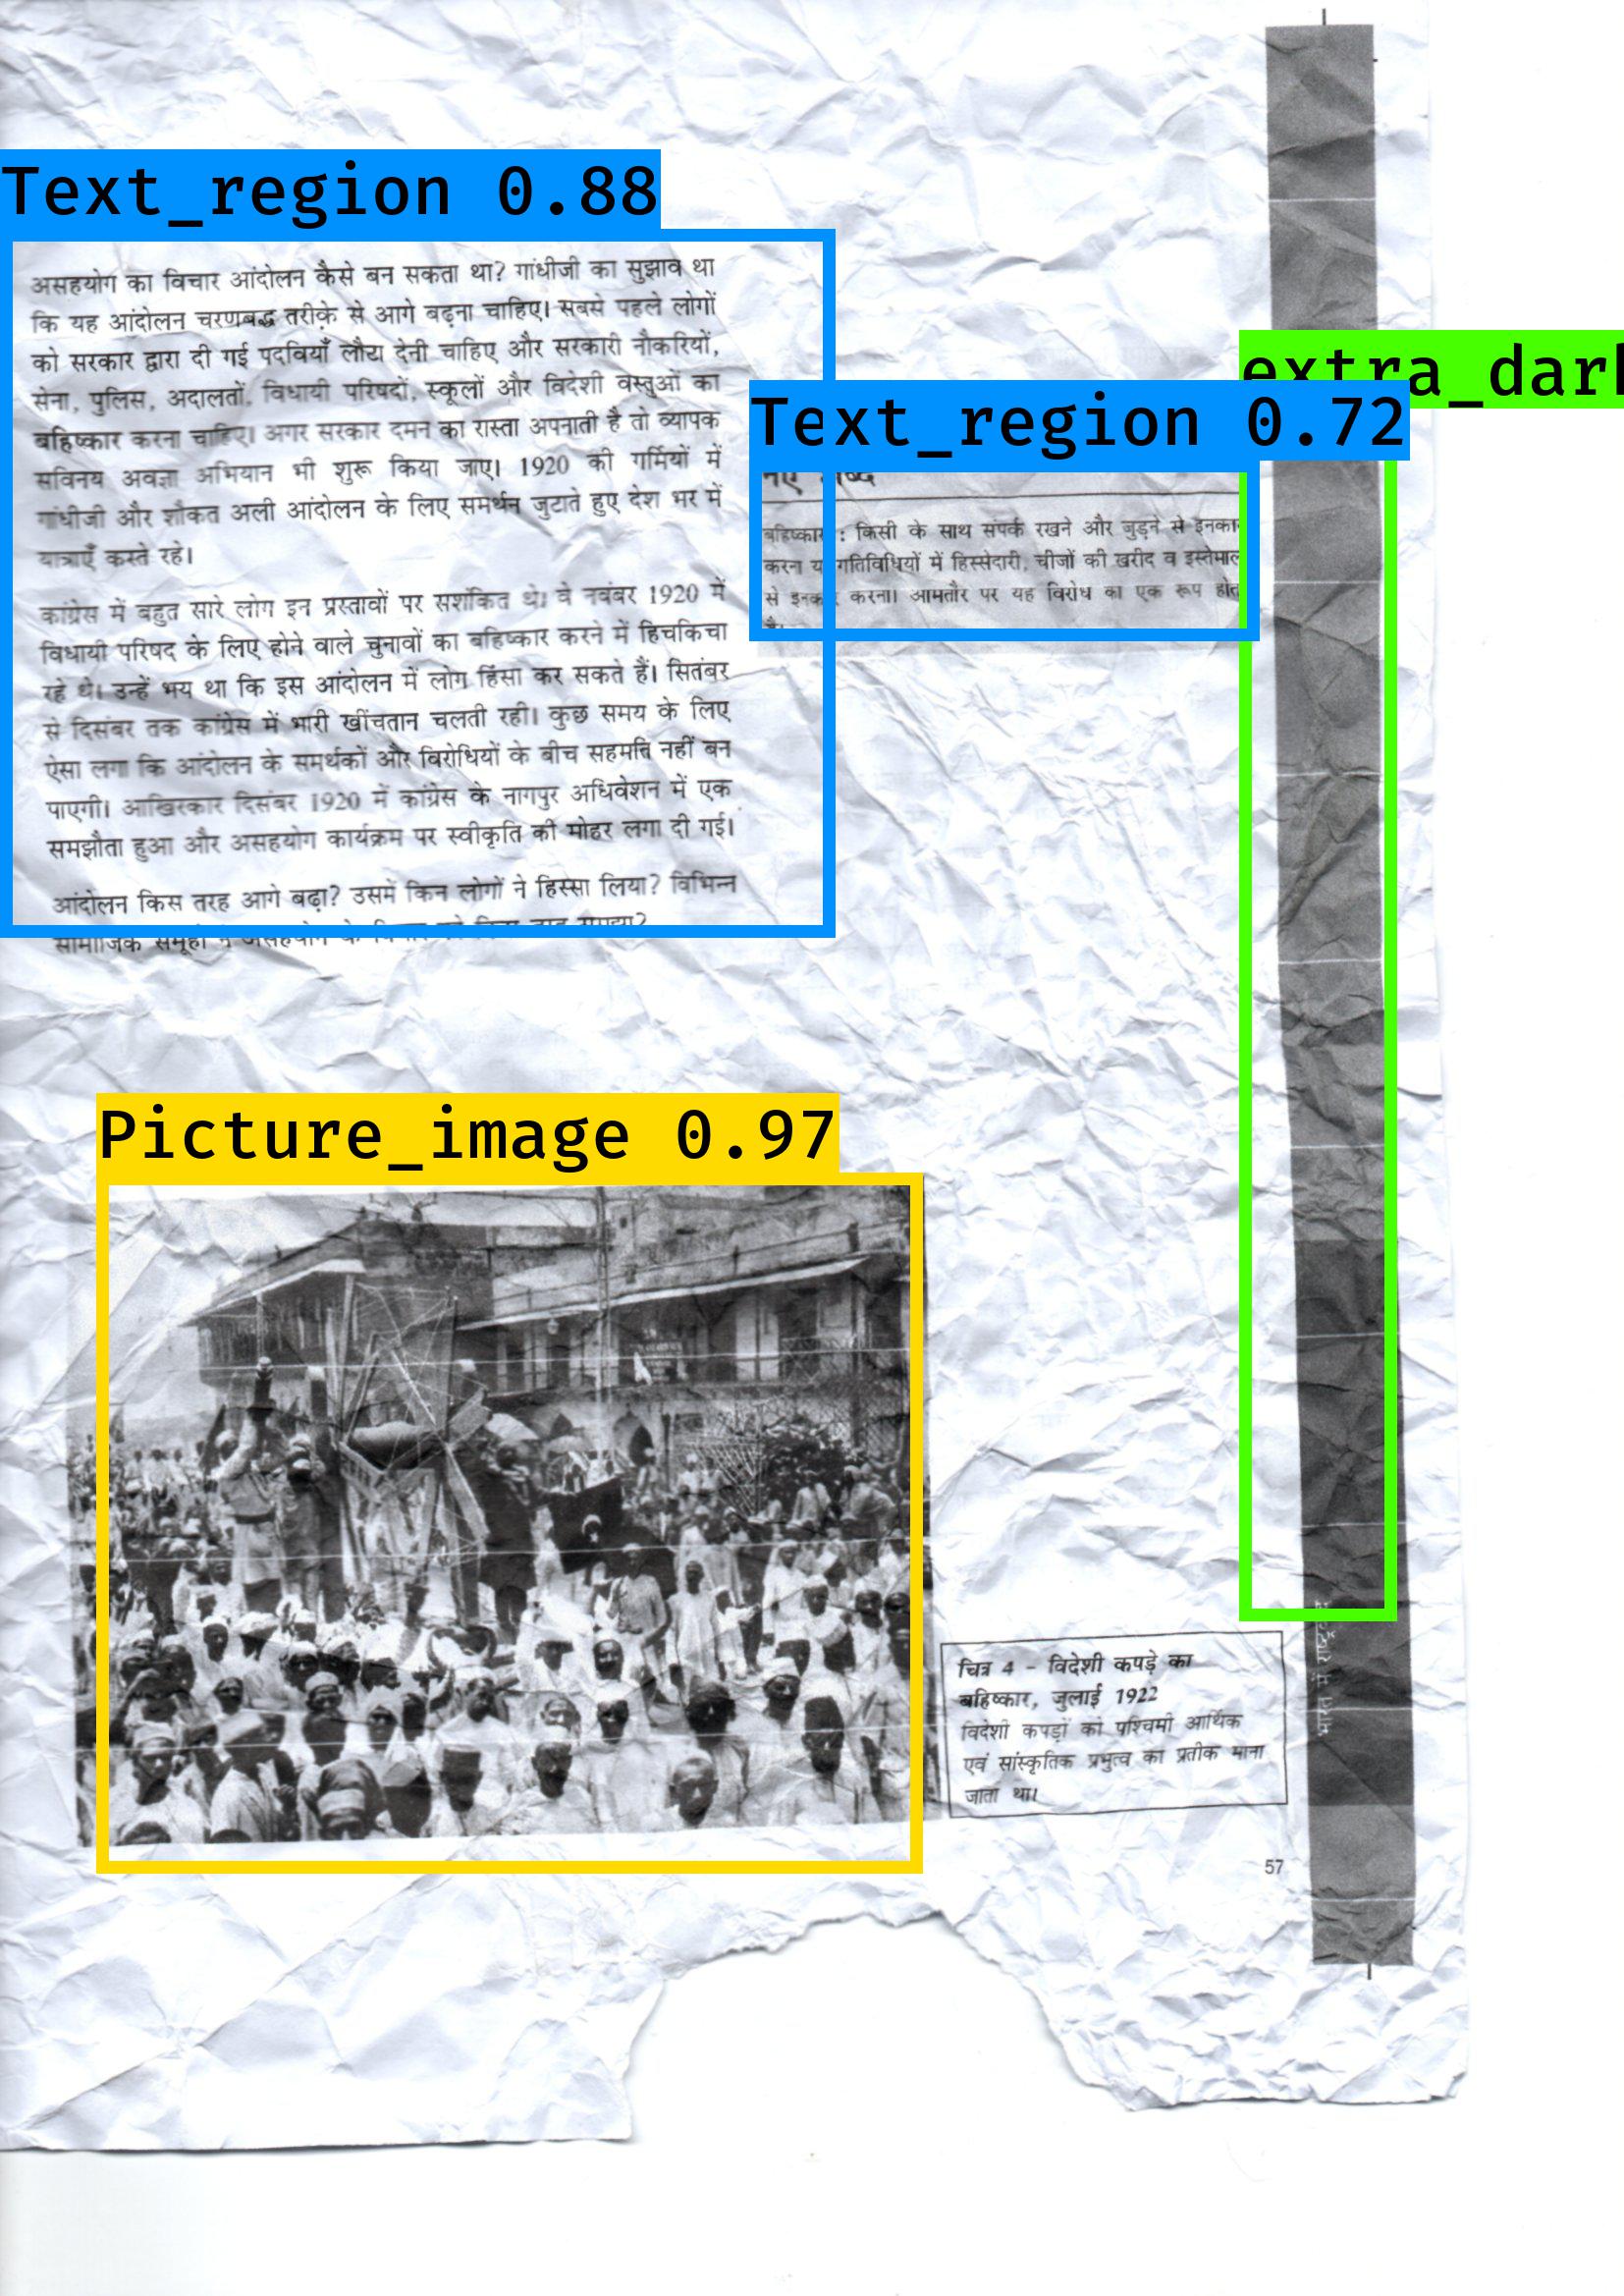 Text_region 0.88
असहयोग का विचार आंदोलन कैसे बन सकता था? गांधीजी का सुझाव था
कि यह आंदोलन चरणबद्ध तरीके से आगे बढ़ना चाहिए। सबसे पहले लोगों
को सरकार द्वारा दी गई पदवियाँ लौटा देनी चाहिए और सरकारी नौकरियों,
सेना, पुलिस, अदालतों, विधायी परिषदों, स्कूलों और विदेशी वस्तुओं का
बहिष्कार करना चाहिए। अगर सरकार दमन का रास्ता अपनाती है तो व्यापक
सविनय अवज्ञा अभियान भी शुरू किया जाए। 1920 की गर्मियों में
गांधीजी और शौकत अली आंदोलन के लिए समर्थन जुटाते हुए देश भर में
यात्राएँ करते रहे।
कांग्रेस में बहुत सारे लोग इन प्रस्तावों पर सशंकित थे। वे नवंबर 1920 में
विधायी परिषद के लिए होने वाले चुनावों का बहिष्कार करने में हिचकिचा
रहे थे। उन्हें भय था कि इस आंदोलन में लोग हिंसा कर सकते हैं। सितंबर
से दिसंबर तक कांग्रेस में भारी खींचतान चलती रही। कुछ समय के लिए
ऐसा लगा कि आंदोलन के समर्थकों और विरोधियों के बीच सहमति नहीं बन
पाएगी। आखिरकार दिसंबर 1920 में कांग्रेस के नागपुर अधिवेशन में एक
समझौता हुआ और असहयोग कार्यक्रम पर स्वीकृति की मोहर लगा दी गई।
आंदोलन किस तरह आगे बढ़ा? उसमें किन लोगों ने हिस्सा लिया? विभिन्न
सामाजिक समूहों ने असहयोग के
extra_dar
Text_region 0.72
बहिष्कार : किसी के साथ संपर्क रखने और जुड़ने से इनकार
करना या गतिविधियों में हिस्सेदारी, चीजों की खरीद व इस्तेमाल
से इनकार करना। आमतौर पर यह विरोध का एक रूप होत
Picture_image 0.97
चित्र 4 – विदेशी कपड़े का
बहिष्कार, जुलाई 1922
विदेशी कपड़ों को पश्चिमी आर्थिक
एवं सांस्कृतिक प्रभुत्व का प्रतीक माना
जाता था।
भारत में
57